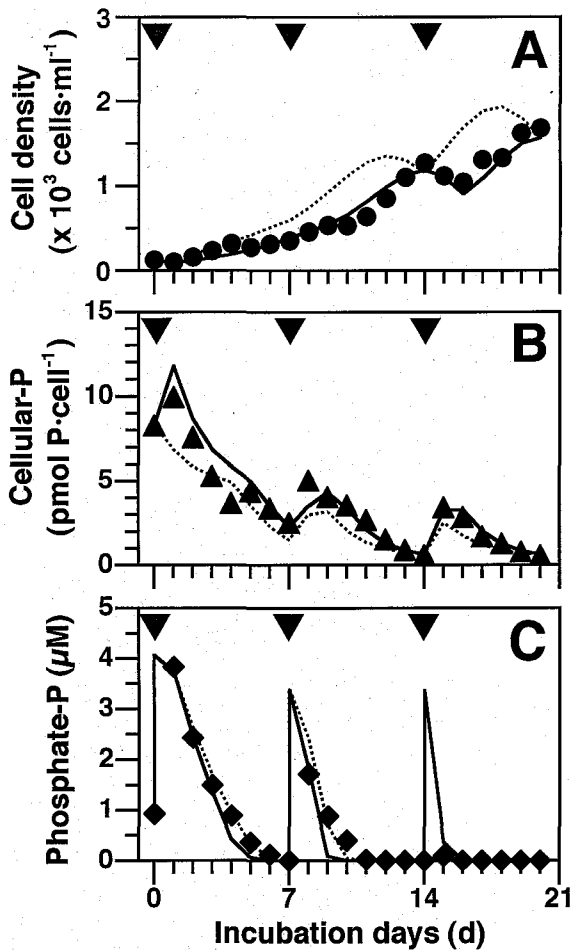 3
A
2
1
0
Cell density
(x 10³ cells·ml⁻¹)
15
B
10
5
0
Cellular-P
(pmol P·cell⁻¹)
5
C
4
3
2
1
0
Phosphate-P (µM)
0 7 14 21
Incubation days (d)